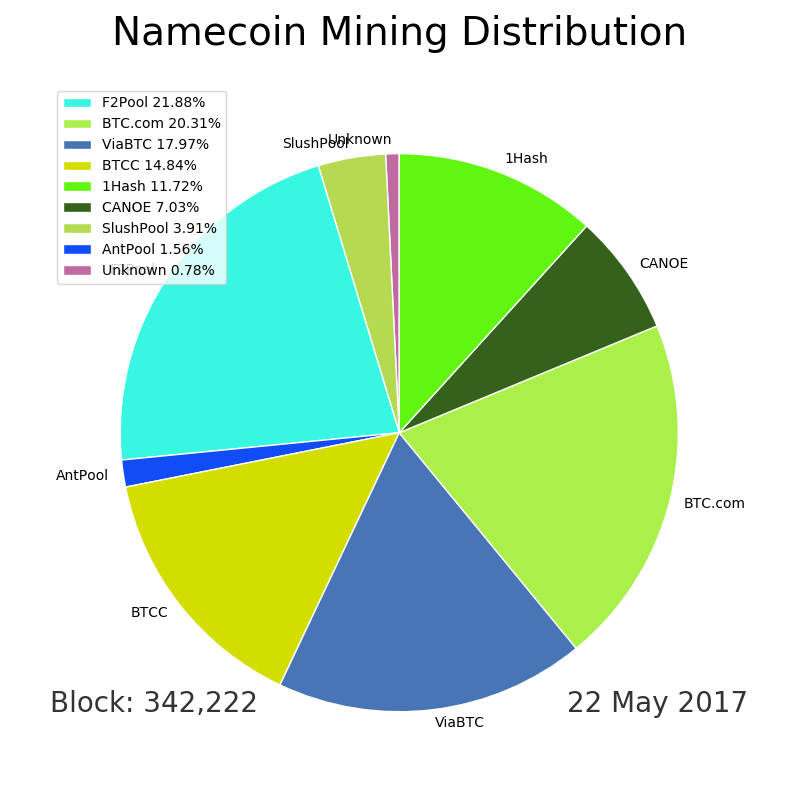 Namecoin Mining Distribution
F2Pool 21.88%
BTC.com 20.31%
ViaBTC 17.97%
BTCC 14.84%
1Hash 11.72%
CANOE 7.03%
SlushPool 3.91%
AntPool 1.56%
Unknown 0.78%
Unknown
SlushPool
1Hash
CANOE
BTC.com
AntPool
BTCC
ViaBTC
Block: 342,222
22 May 2017